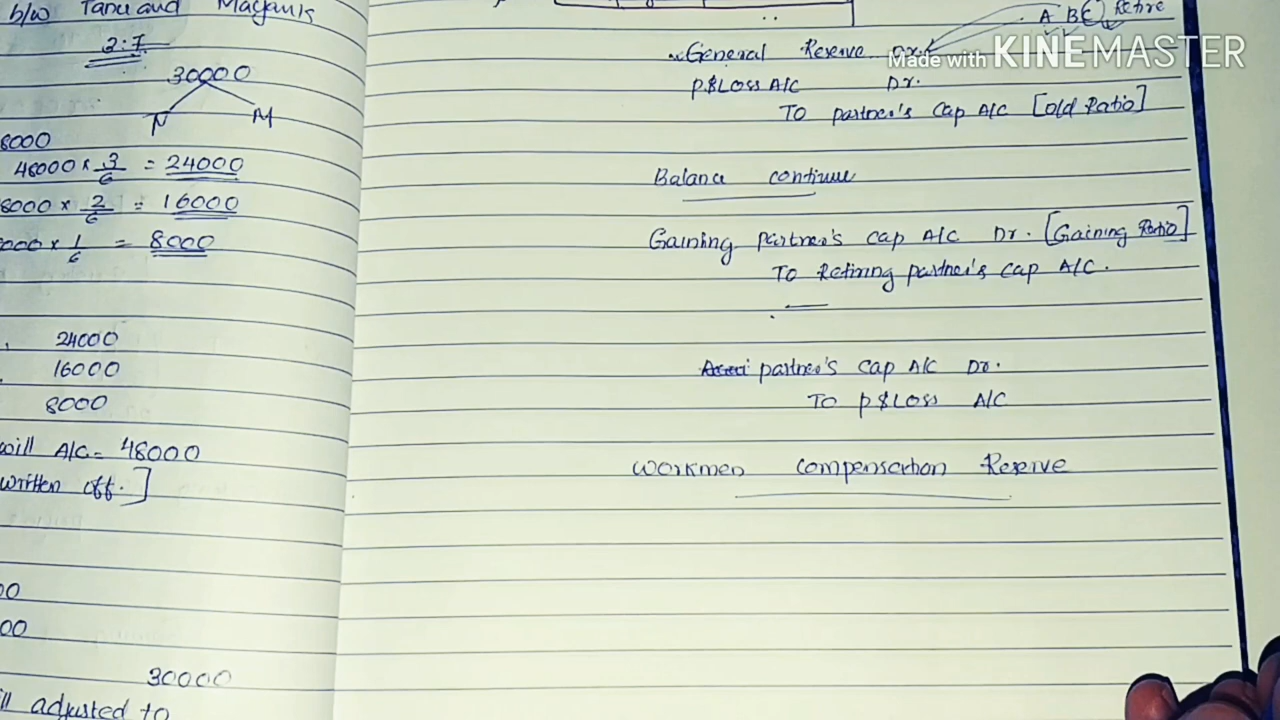 b/w Tanu and
2:7
30000
N M
8000
48000 × 3/6 = 24000
8000 × 2/6 = 16000
000 × 1/6 = 8000
24000
16000
8000
will A/C = 48000
written off.]
00
00
30000
ll adjusted to
A B C Retire
Made with KINEMASTER
General Reserve Dr.
P&Loss A/C Dr.
To partner's cap A/C [old Ratio]
Balance continue
Gaining partner's cap A/C Dr. [Gaining Ratio]
To Retiring partner's cap A/C.
partner's cap A/C Dr.
To P&Loss A/C
Workmen compensation Reserve